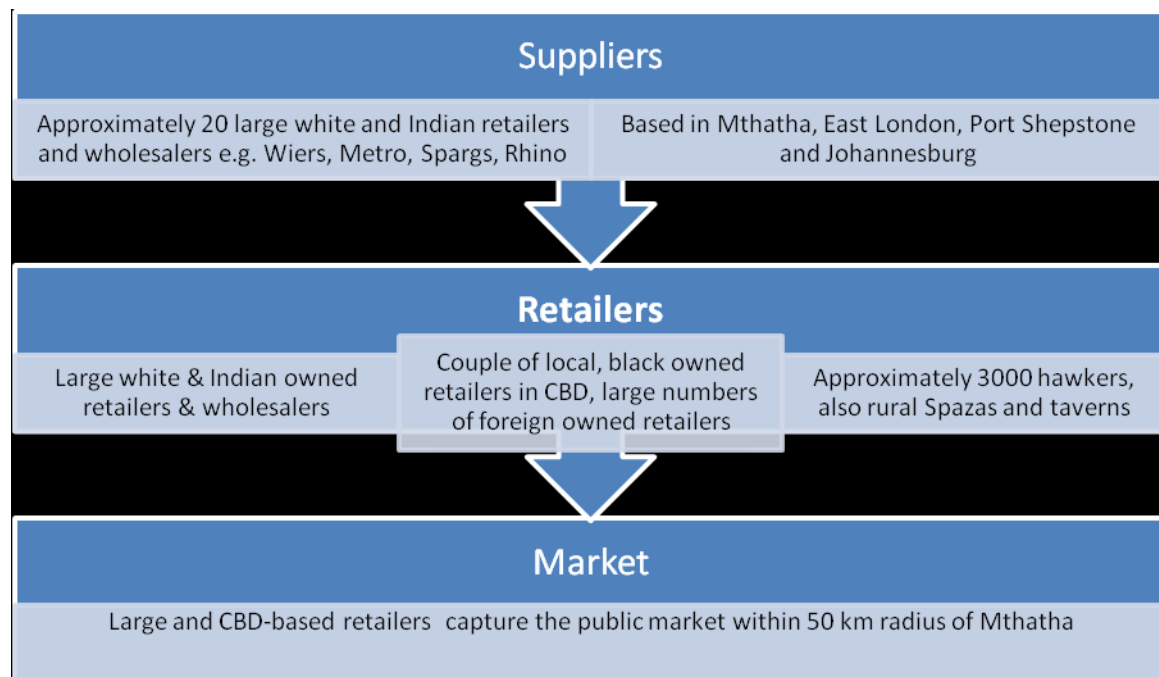 Suppliers
Approximately 20 large white and Indian retailers
and wholesalers e.g. Wiers, Metro, Spargs, Rhino
Based in Mthatha, East London, Port Shepstone
and Johannesburg
Retailers
Large white & Indian owned
retailers & wholesalers
Couple of local, black owned
retailers in CBD, large numbers
of foreign owned retailers
Approximately 3000 hawkers,
also rural Spazas and taverns
Market
Large and CBD-based retailers capture the public market within 50 km radius of Mthatha